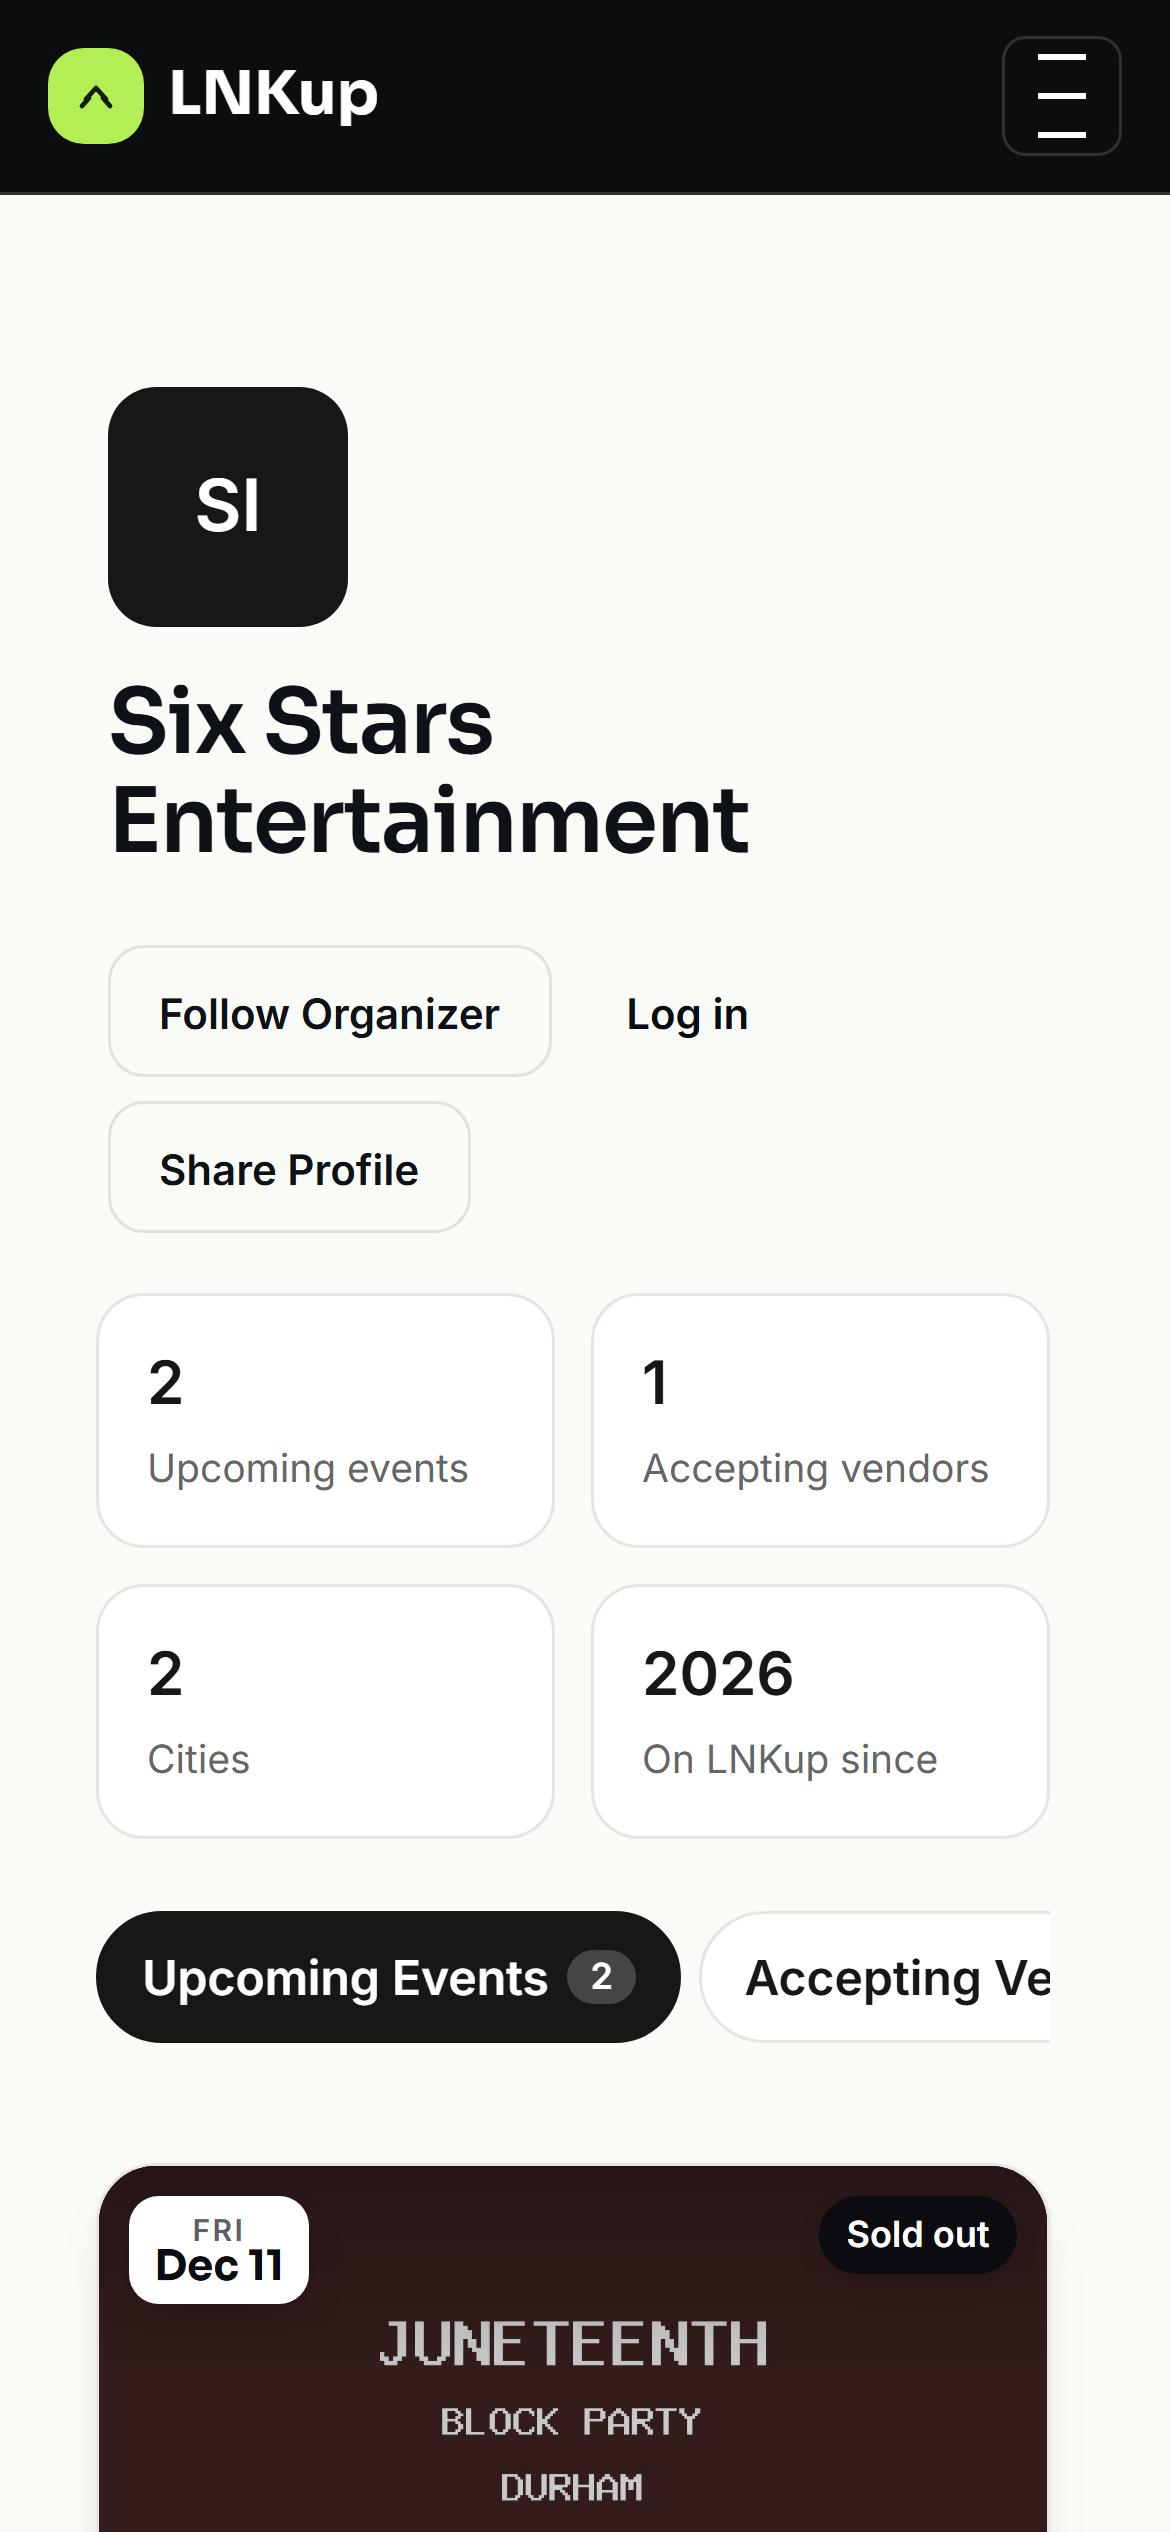 LNKup
SI
Six Stars
Entertainment
Follow Organizer
Log in
Share Profile
2
Upcoming events
1
Accepting vendors
2
Cities
2026
On LNKup since
Upcoming Events 2
Accepting Ve
FRI
Dec 11
Sold out
JUNETEENTH
BLOCK PARTY
DURHAM